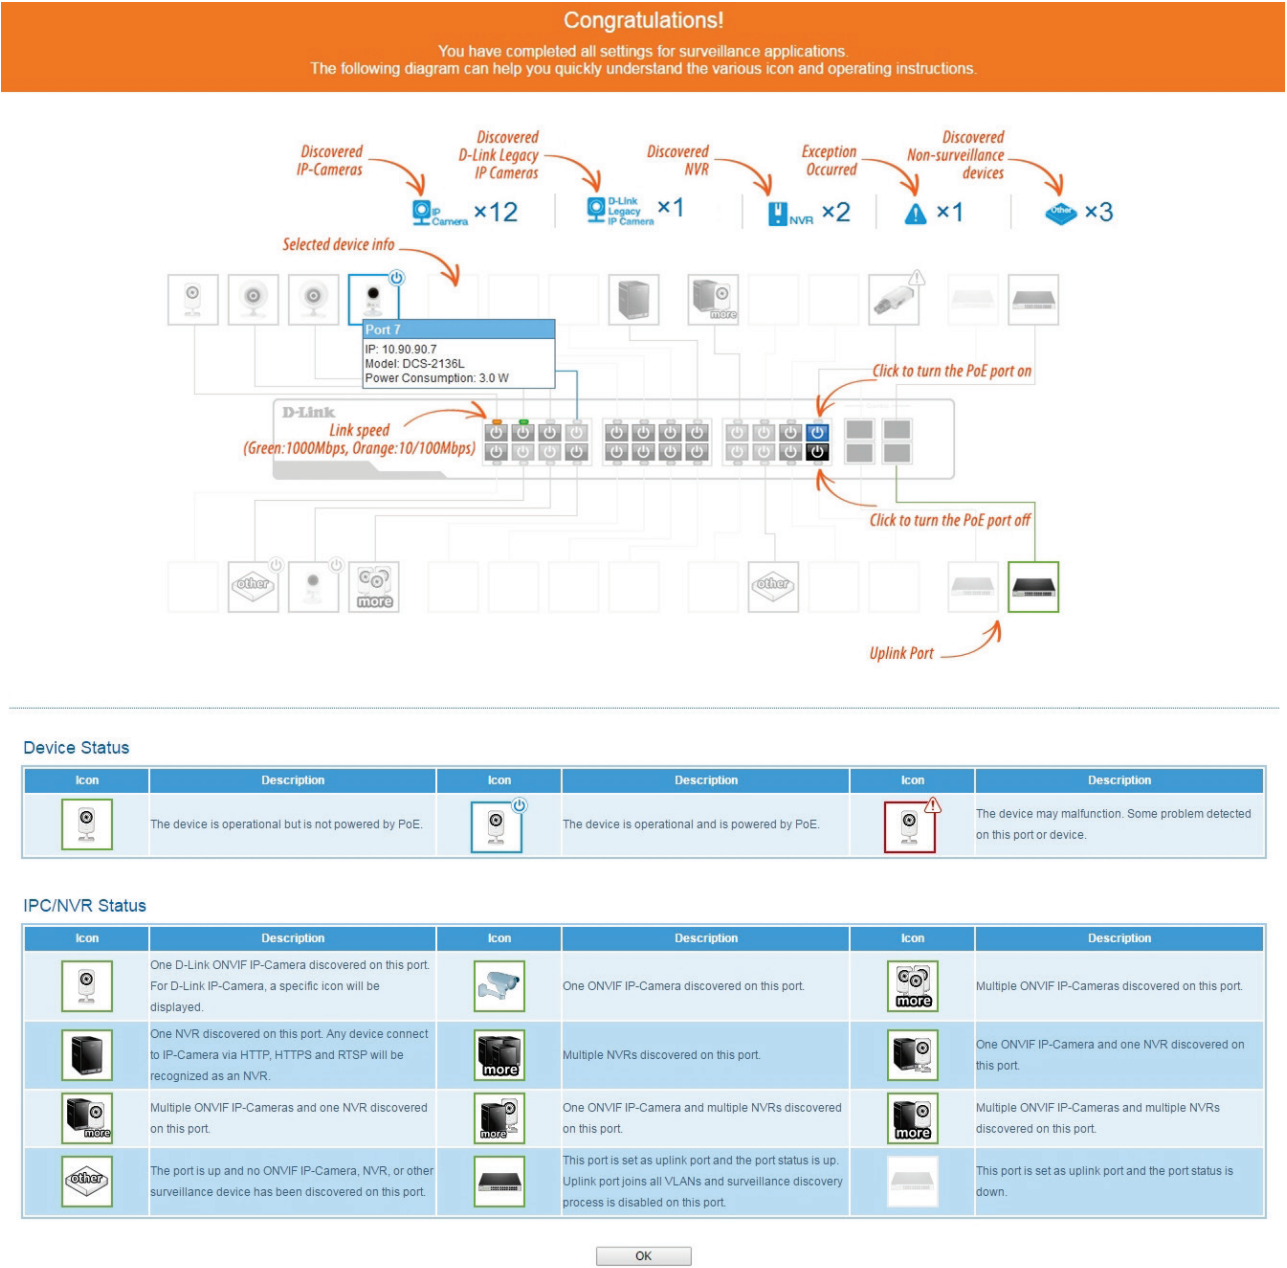 Congratulations!
You have completed all settings for surveillance applications.
The following diagram can help you quickly understand the various icon and operating instructions.
Discovered
IP-Cameras
Discovered
D-Link Legacy
IP Cameras
Discovered
NVR
Exception
Occurred
Discovered
Non-surveillance
devices
IP
Camera ×12
D-Link
Legacy
IP Camera ×1
NVR ×2
×1
Other ×3
Selected device info
more
Port 7
IP: 10.90.90.7
Model: DCS-2136L
Power Consumption: 3.0 W
Click to turn the PoE port on
D-Link
Link speed
(Green:1000Mbps, Orange:10/100Mbps)
Click to turn the PoE port off
other
more
other
Uplink Port
Device Status
Icon Description Icon Description Icon Description
The device is operational but is not powered by PoE.
The device is operational and is powered by PoE.
The device may malfunction. Some problem detected
on this port or device.
IPC/NVR Status
Icon Description Icon Description Icon Description
One D-Link ONVIF IP-Camera discovered on this port.
For D-Link IP-Camera, a specific icon will be
displayed.
One ONVIF IP-Camera discovered on this port.
more
Multiple ONVIF IP-Cameras discovered on this port.
One NVR discovered on this port. Any device connect
to IP-Camera via HTTP, HTTPS and RTSP will be
recognized as an NVR.
more
Multiple NVRs discovered on this port.
One ONVIF IP-Camera and one NVR discovered on
this port.
more
Multiple ONVIF IP-Cameras and one NVR discovered
on this port.
more
One ONVIF IP-Camera and multiple NVRs discovered
on this port.
more
Multiple ONVIF IP-Cameras and multiple NVRs
discovered on this port.
other
The port is up and no ONVIF IP-Camera, NVR, or other
surveillance device has been discovered on this port.
This port is set as uplink port and the port status is up.
Uplink port joins all VLANs and surveillance discovery
process is disabled on this port.
This port is set as uplink port and the port status is
down.
OK